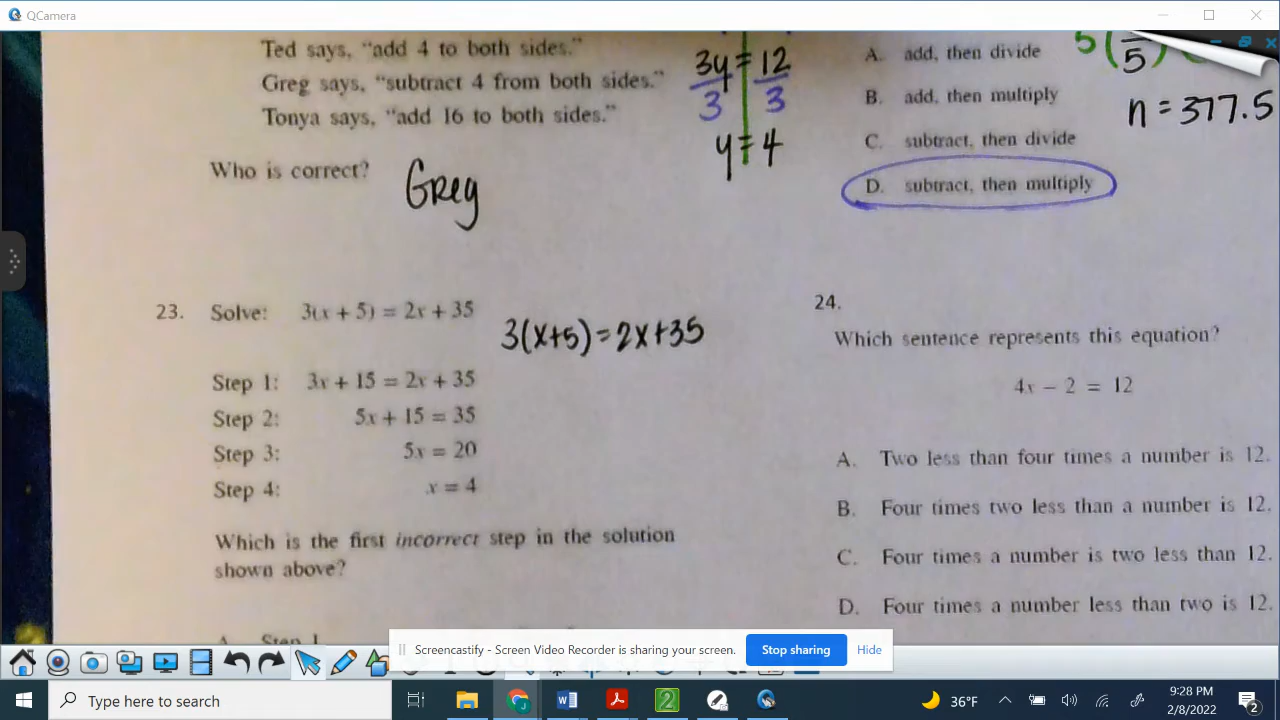 QCamera
Ted says, "add 4 to both sides."
Greg says, "subtract 4 from both sides."
Tonya says, "add 16 to both sides."
Who is correct?
Greg
3y = 12
3 3
y = 4
A. add, then divide
B. add, then multiply
C. subtract, then divide
D. subtract, then multiply
5
5
n = 377.5
23. Solve: 3(x + 5) = 2x + 35
3(x+5)=2x+35
Step 1: 3x + 15 = 2x + 35
Step 2: 5x + 15 = 35
Step 3: 5x = 20
Step 4: x = 4
Which is the first incorrect step in the solution
shown above?
A. Step 1
24.
Which sentence represents this equation?
4x − 2 = 12
A. Two less than four times a number is 12.
B. Four times two less than a number is 12.
C. Four times a number is two less than 12.
D. Four times a number less than two is 12.
Screencastify - Screen Video Recorder is sharing your screen.
Stop sharing
Hide
Type here to search
36°F
9:28 PM
2/8/2022
2